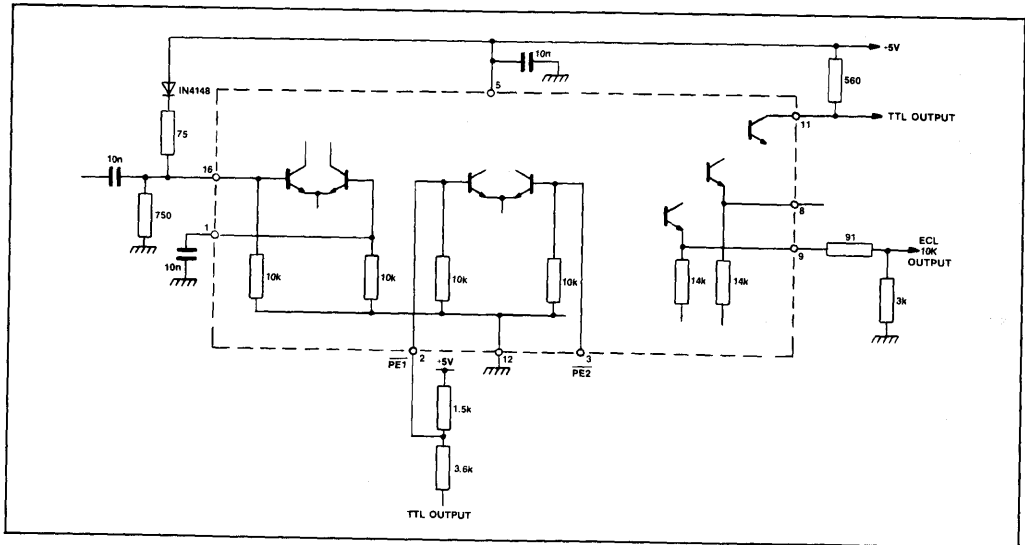 10n
+5V
5
IN4148
560
75
11
TTL OUTPUT
10n
16
8
750
1
9
91
ECL
10K
OUTPUT
10n
10k
10k
10k
10k
14k
14k
3k
PE1
2
12
3
PE2
+5V
1.5k
3.6k
TTL OUTPUT